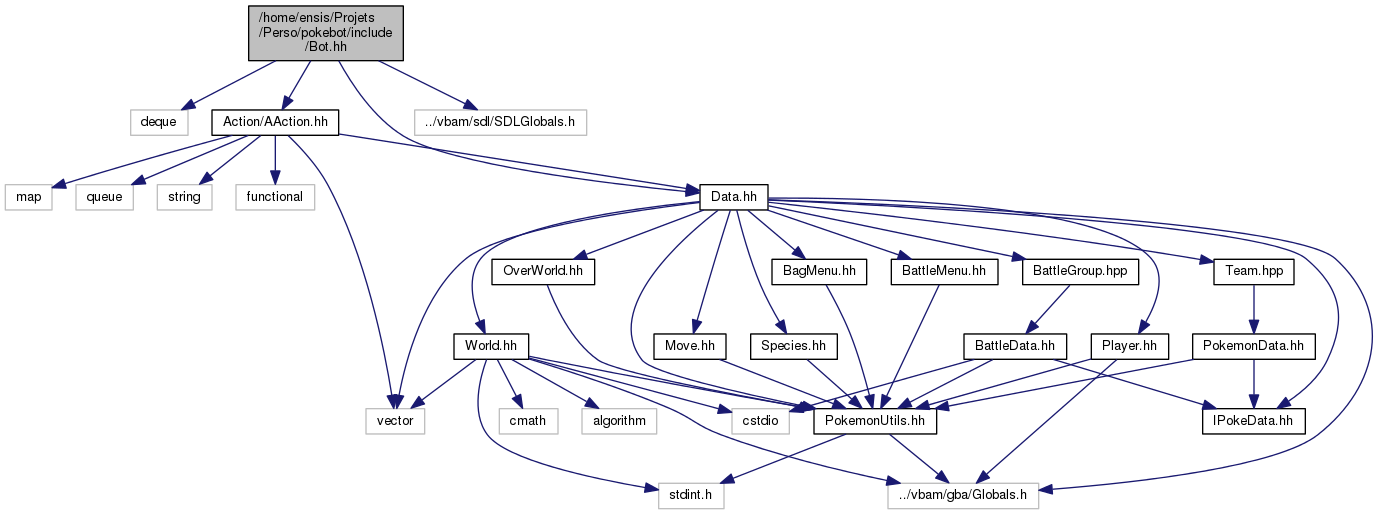 /home/ensis/Projets
/Perso/pokebot/include
/Bot.hh
deque
Action/AAction.hh
../vbam/sdl/SDLGlobals.h
map
queue
string
functional
Data.hh
OverWorld.hh
BagMenu.hh
BattleMenu.hh
BattleGroup.hpp
Team.hpp
World.hh
Move.hh
Species.hh
BattleData.hh
Player.hh
PokemonData.hh
vector
cmath
algorithm
cstdio
PokemonUtils.hh
IPokeData.hh
stdint.h
../vbam/gba/Globals.h